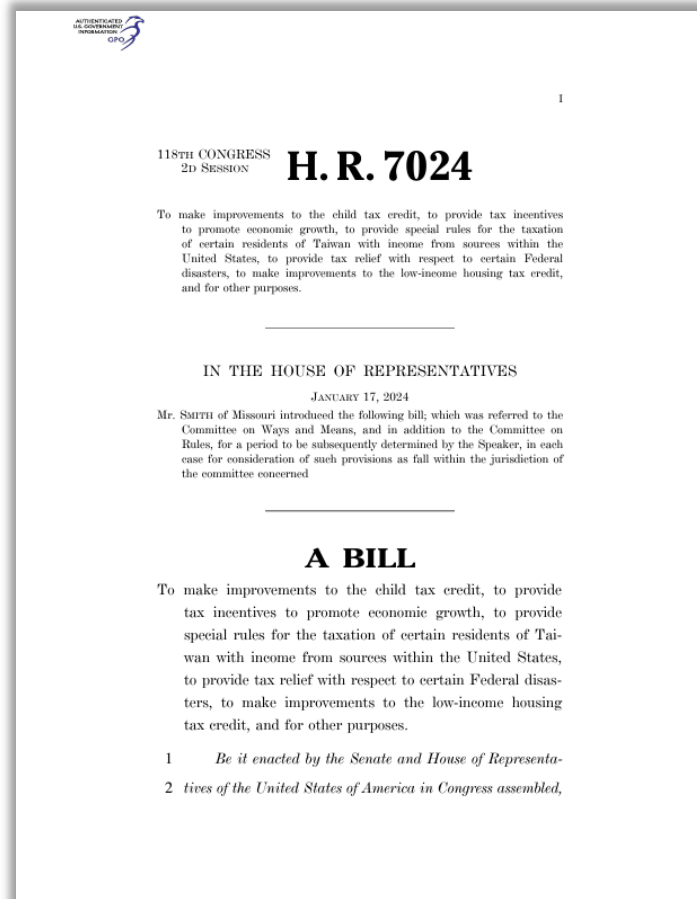 AUTHENTICATED
U.S. GOVERNMENT
INFORMATION
GPO
I
118TH CONGRESS
2D SESSION
H. R. 7024
To make improvements to the child tax credit, to provide tax incentives
to promote economic growth, to provide special rules for the taxation
of certain residents of Taiwan with income from sources within the
United States, to provide tax relief with respect to certain Federal
disasters, to make improvements to the low-income housing tax credit,
and for other purposes.
IN THE HOUSE OF REPRESENTATIVES
JANUARY 17, 2024
Mr. SMITH of Missouri introduced the following bill; which was referred to the
Committee on Ways and Means, and in addition to the Committee on
Rules, for a period to be subsequently determined by the Speaker, in each
case for consideration of such provisions as fall within the jurisdiction of
the committee concerned
A BILL
To make improvements to the child tax credit, to provide
tax incentives to promote economic growth, to provide
special rules for the taxation of certain residents of Tai-
wan with income from sources within the United States,
to provide tax relief with respect to certain Federal disas-
ters, to make improvements to the low-income housing
tax credit, and for other purposes.
1 Be it enacted by the Senate and House of Representa-
2 tives of the United States of America in Congress assembled,